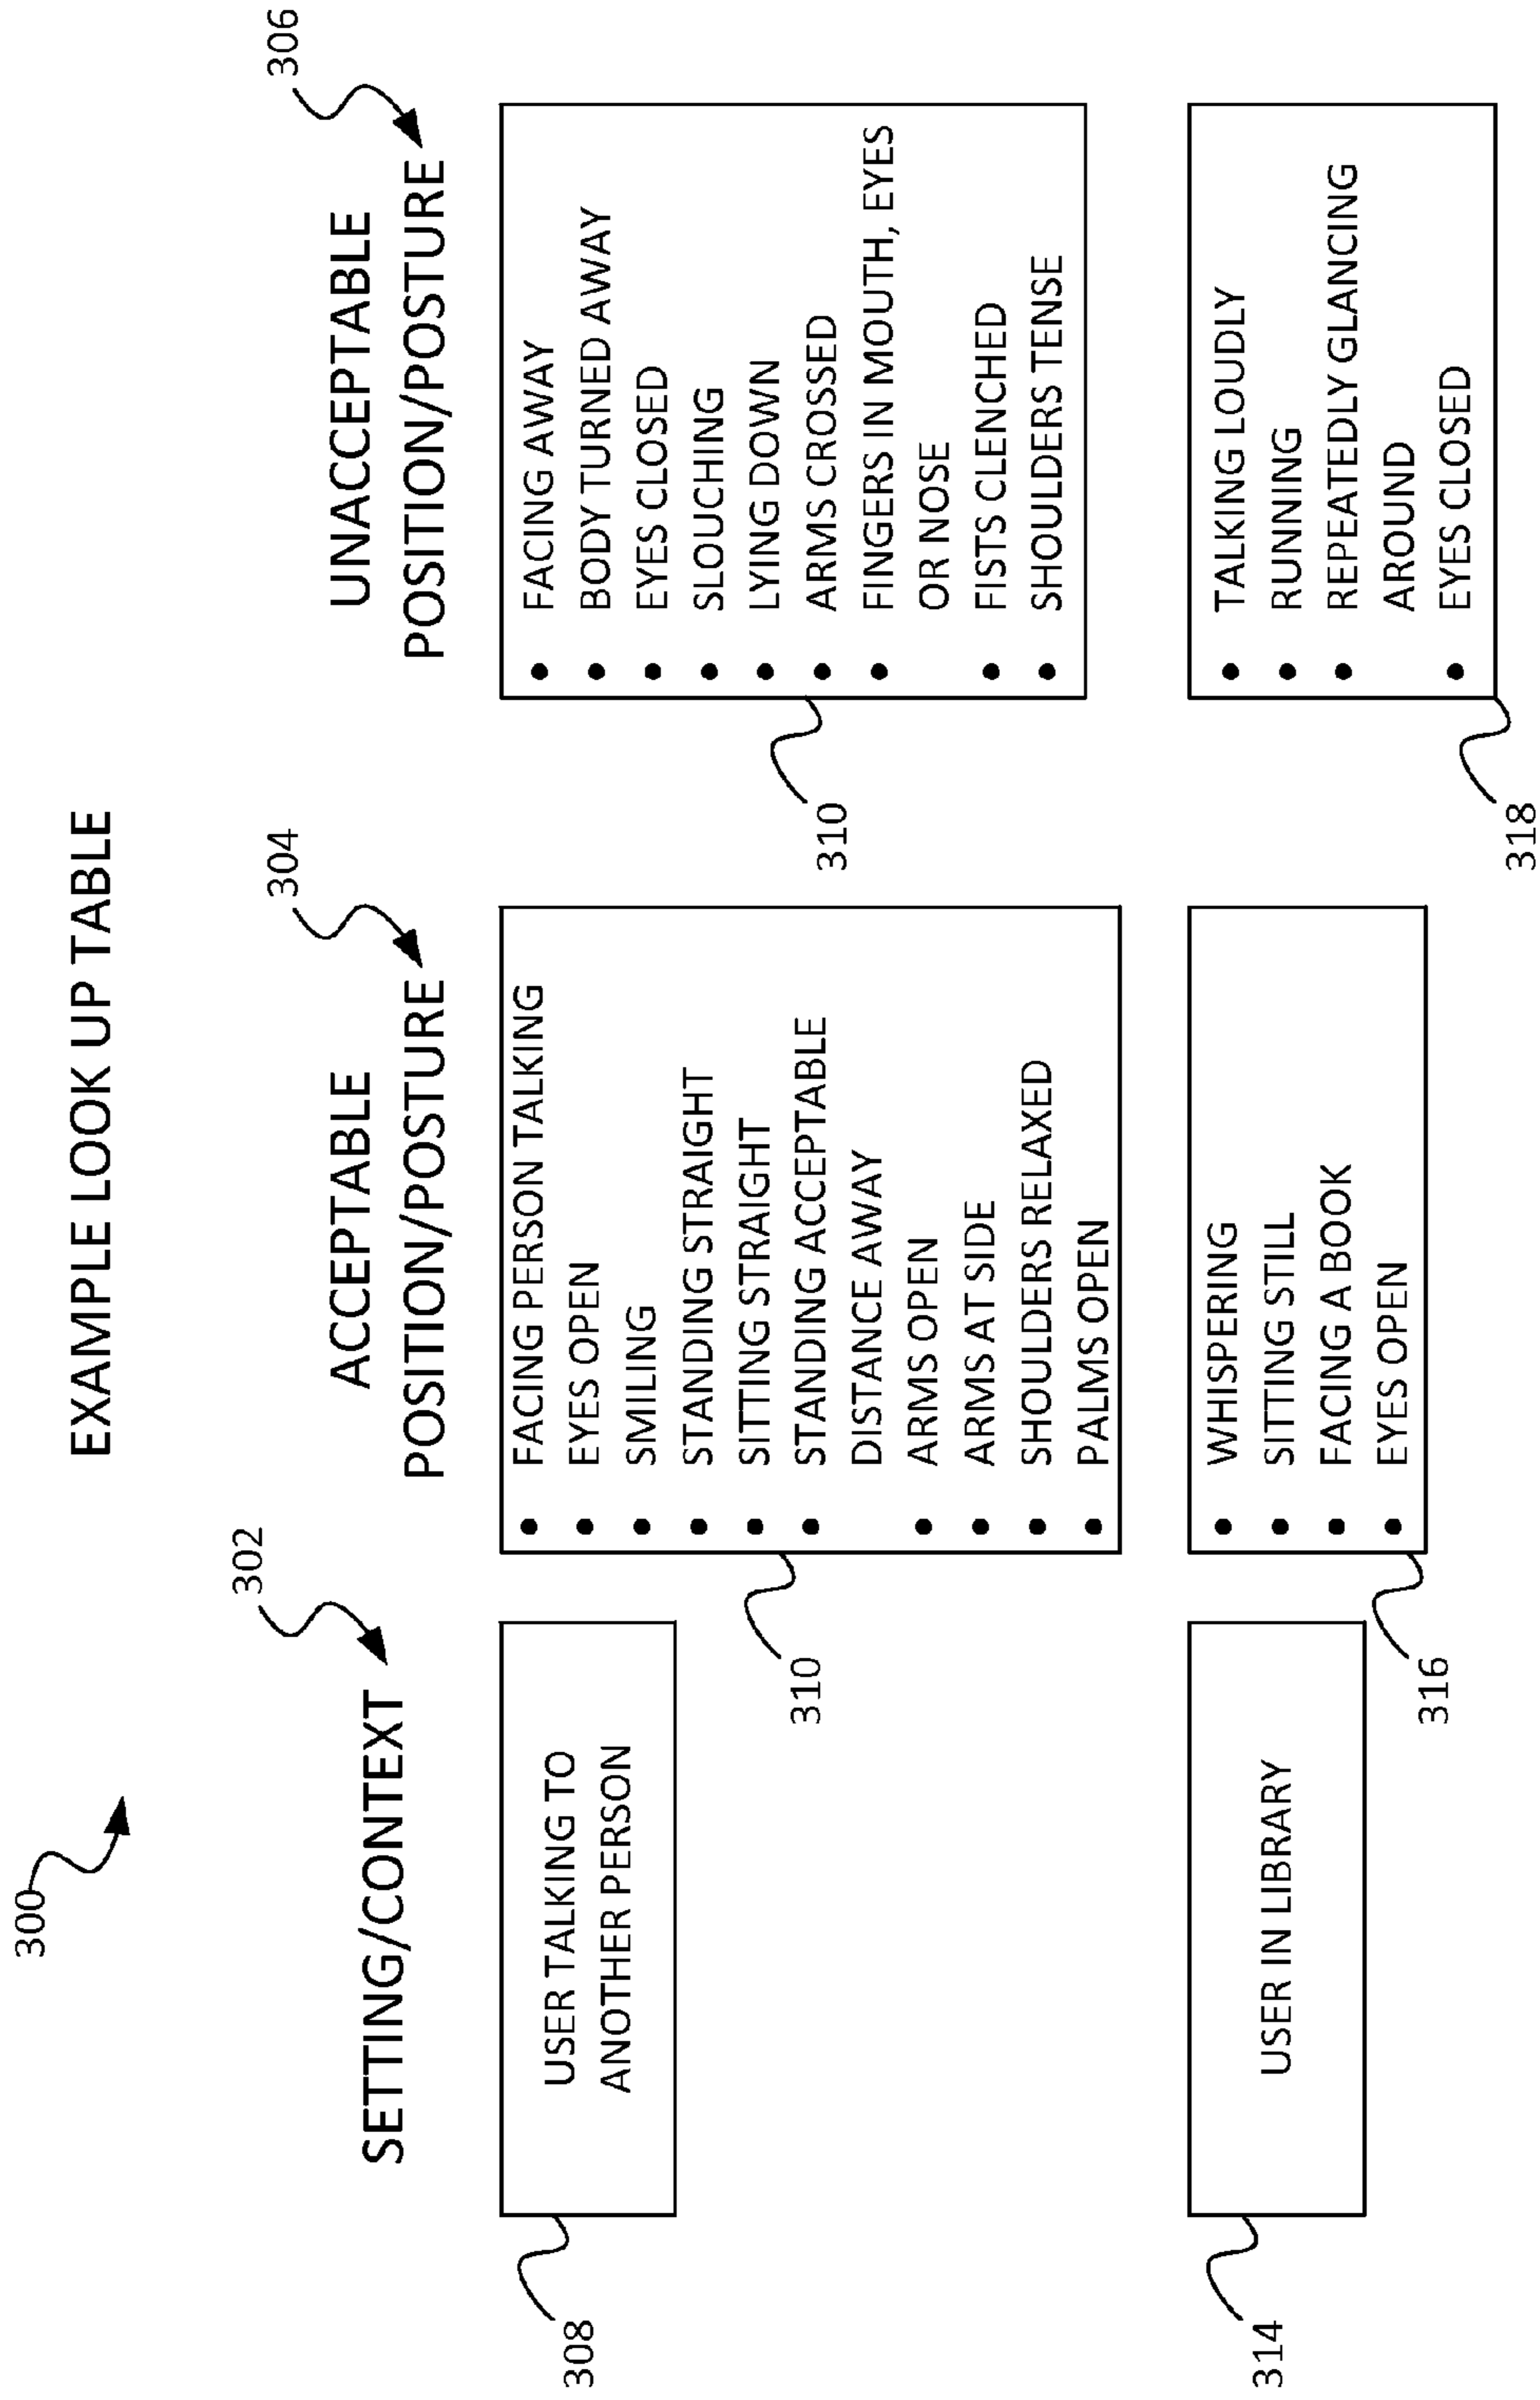 300
EXAMPLE LOOK UP TABLE
302
SETTING/CONTEXT
304
ACCEPTABLE
POSITION/POSTURE
306
UNACCEPTABLE
POSITION/POSTURE
308
USER TALKING TO
ANOTHER PERSON
310
• FACING PERSON TALKING
• EYES OPEN
• SMILING
• STANDING STRAIGHT
• SITTING STRAIGHT
• STANDING ACCEPTABLE
DISTANCE AWAY
• ARMS OPEN
• ARMS AT SIDE
• SHOULDERS RELAXED
• PALMS OPEN
310
• FACING AWAY
• BODY TURNED AWAY
• EYES CLOSED
• SLOUCHING
• LYING DOWN
• ARMS CROSSED
• FINGERS IN MOUTH, EYES
OR NOSE
• FISTS CLENCHED
• SHOULDERS TENSE
314
USER IN LIBRARY
316
• WHISPERING
• SITTING STILL
• FACING A BOOK
• EYES OPEN
318
• TALKING LOUDLY
• RUNNING
• REPEATEDLY GLANCING
AROUND
• EYES CLOSED